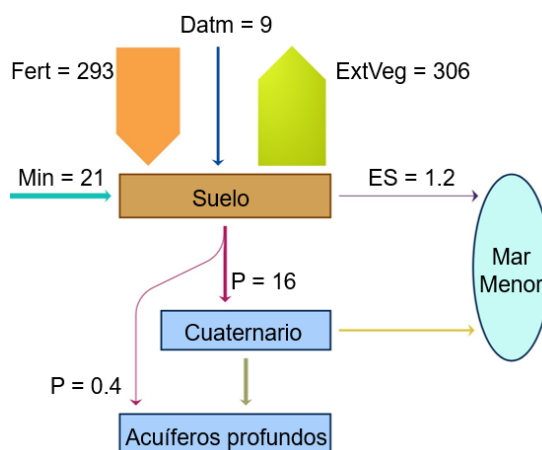 Datm = 9
Fert = 293
ExtVeg = 306
Min = 21
ES = 1.2
Suelo
Mar
Menor
P = 16
Cuaternario
P = 0.4
Acuíferos profundos